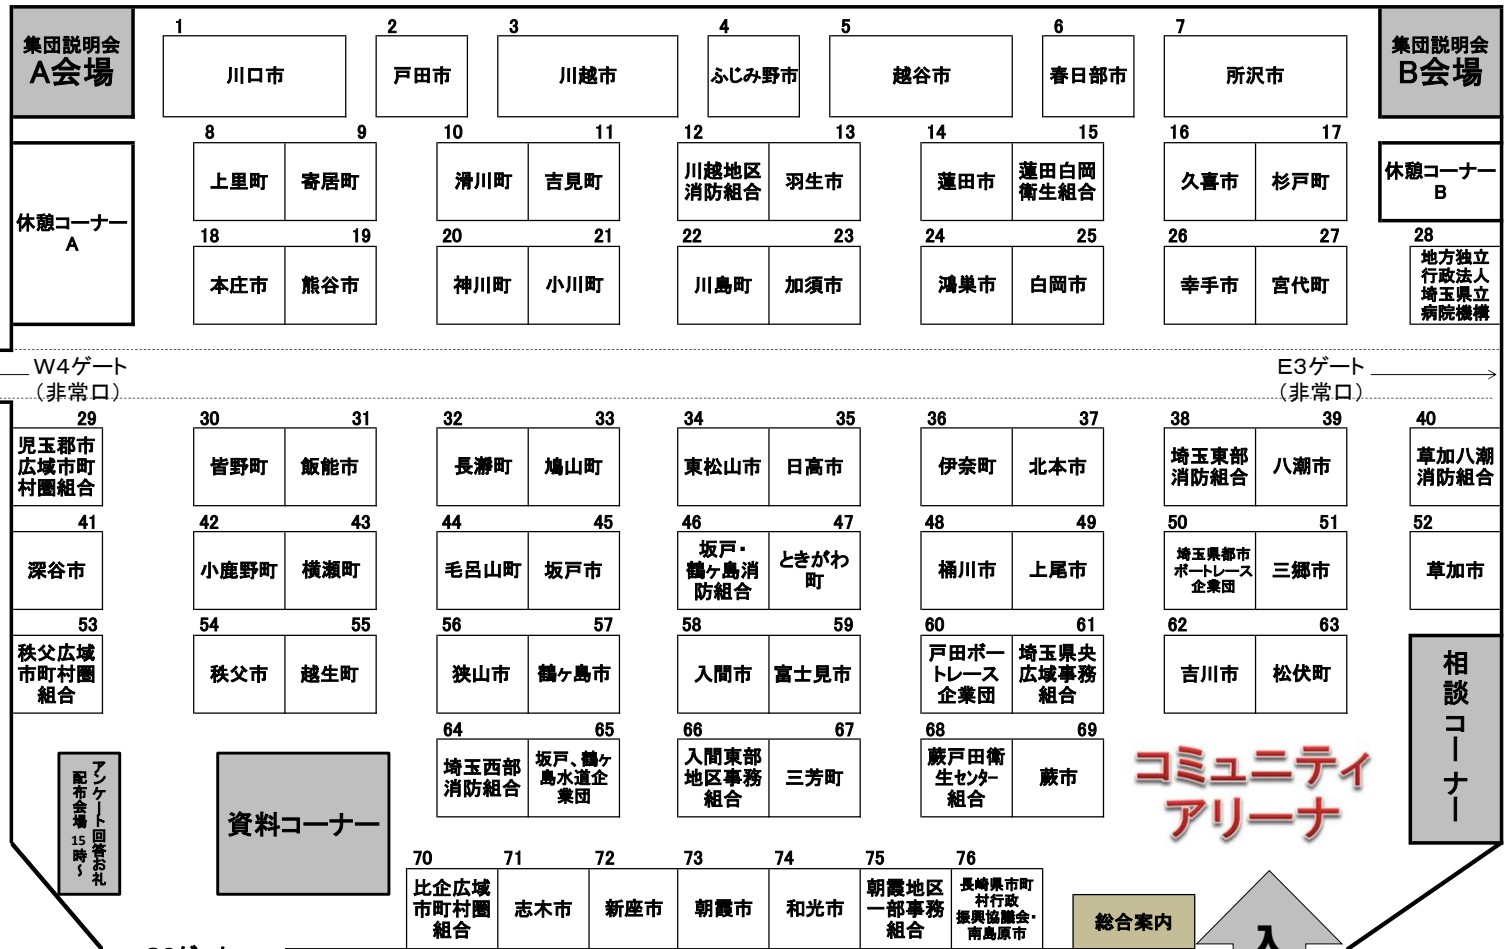 1
2
3
4
5
6
7
集団説明会
A会場
川口市
戸田市
川越市
ふじみ野市
越谷市
春日部市
所沢市
集団説明会
B会場
8
9
10
11
12
13
14
15
16
17
休憩コーナー
A
上里町
寄居町
滑川町
吉見町
川越地区
消防組合
羽生市
蓮田市
蓮田白岡
衛生組合
久喜市
杉戸町
休憩コーナー
B
18
19
20
21
22
23
24
25
26
27
28
本庄市
熊谷市
神川町
小川町
川島町
加須市
鴻巣市
白岡市
幸手市
宮代町
地方独立
行政法人
埼玉県立
病院機構
W4ゲート
（非常口）
E3ゲート
（非常口）
29
30
31
32
33
34
35
36
37
38
39
40
児玉郡市
広域市町
村圏組合
皆野町
飯能市
長瀞町
鳩山町
東松山市
日高市
伊奈町
北本市
埼玉東部
消防組合
八潮市
草加八潮
消防組合
41
42
43
44
45
46
47
48
49
50
51
52
深谷市
小鹿野町
横瀬町
毛呂山町
坂戸市
坂戸・
鶴ヶ島消
防組合
ときがわ
町
桶川市
上尾市
埼玉県都市
ボートレース
企業団
三郷市
草加市
53
54
55
56
57
58
59
60
61
62
63
秩父広域
市町村圏
組合
秩父市
越生町
狭山市
鶴ヶ島市
入間市
富士見市
戸田ボー
トレース
企業団
埼玉県央
広域事務
組合
吉川市
松伏町
相談コーナー
64
65
66
67
68
69
埼玉西部
消防組合
坂戸、鶴ヶ
島水道企
業団
入間東部
地区事務
組合
三芳町
蕨戸田衛
生センター
組合
蕨市
コミュニティ
アリーナ
アンケート回答お礼
配布会場 15時～
資料コーナー
70
71
72
73
74
75
76
比企広域
市町村圏
組合
志木市
新座市
朝霞市
和光市
朝霞地区
一部事務
組合
長崎県市町
村行政
振興協議会・
南島原市
総合案内
入